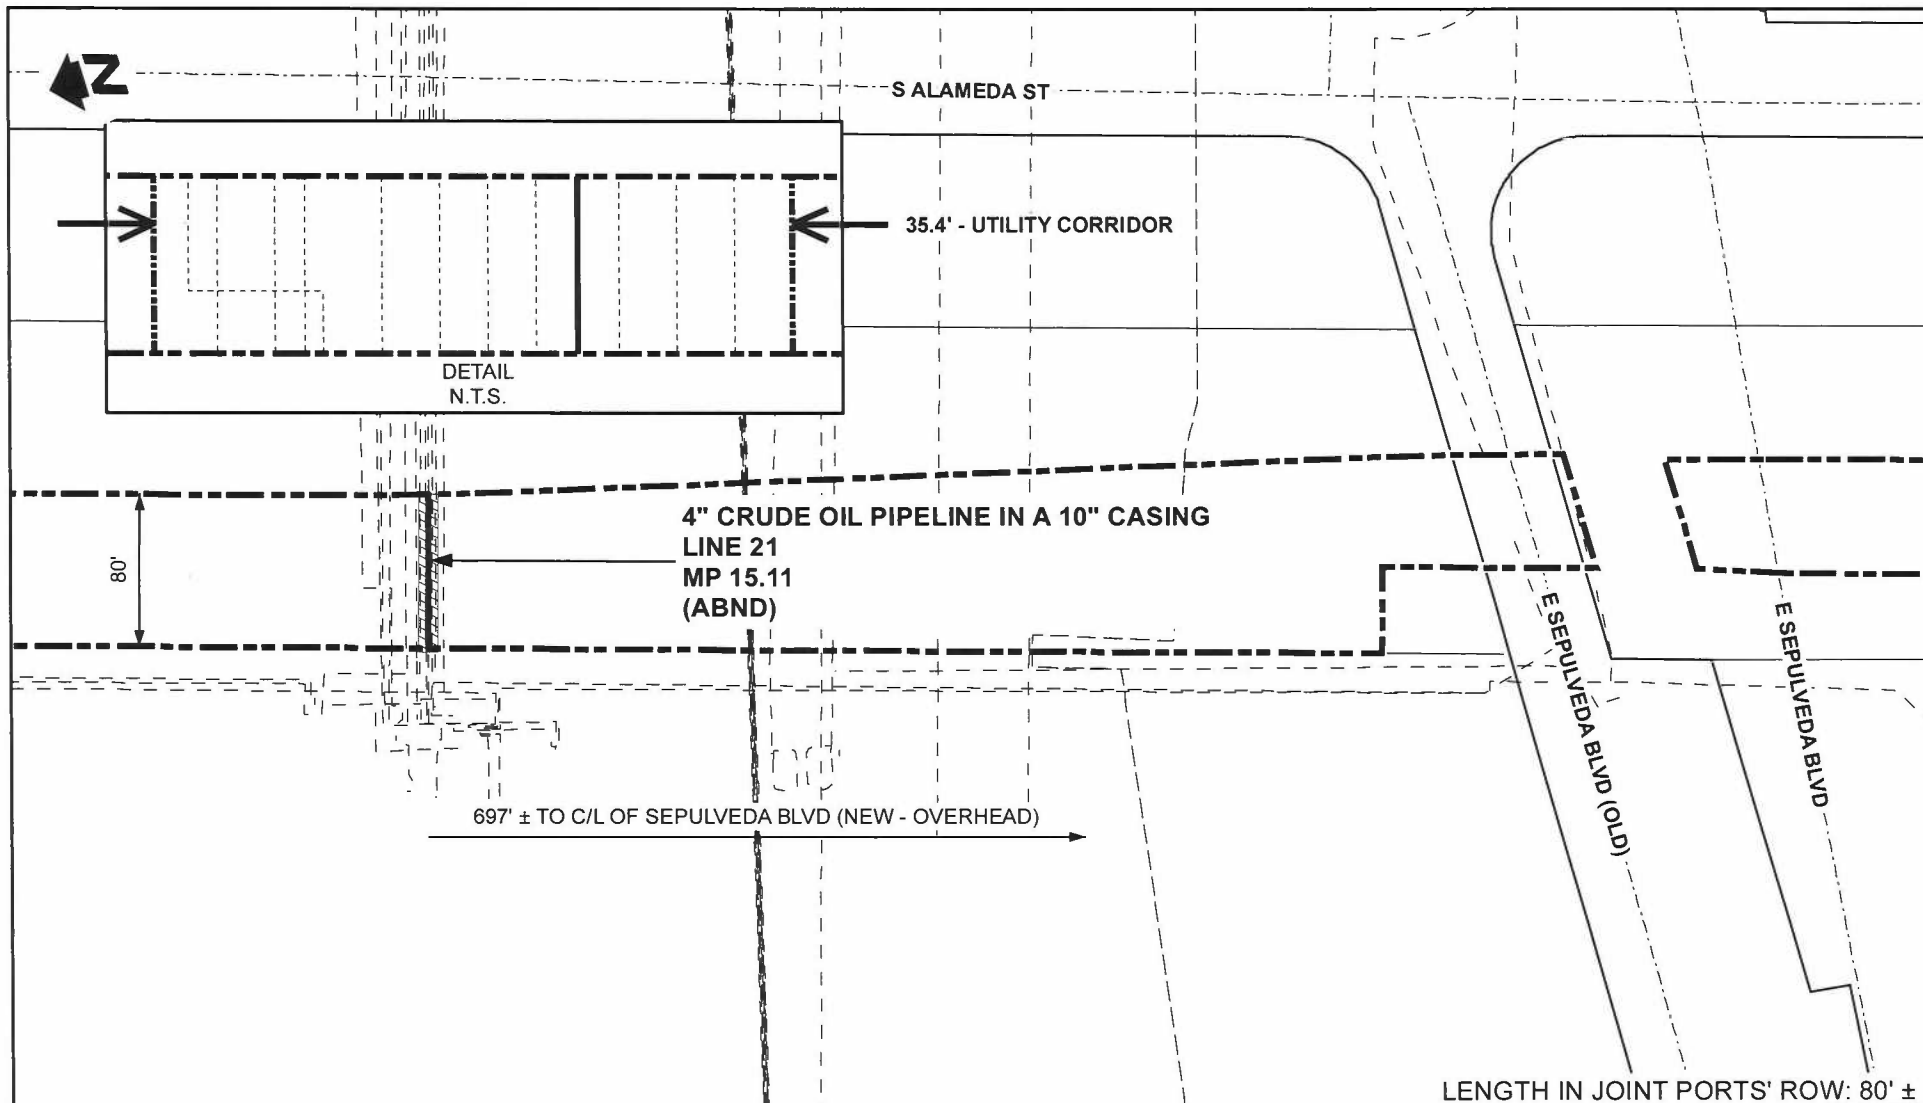 N
S ALAMEDA ST
35.4' - UTILITY CORRIDOR
DETAIL
N.T.S.
80'
4" CRUDE OIL PIPELINE IN A 10" CASING
LINE 21
MP 15.11
(ABND)
E SEPULVEDA BLVD (OLD)
E SEPULVEDA BLVD
697' ± TO C/L OF SEPULVEDA BLVD (NEW - OVERHEAD)
LENGTH IN JOINT PORTS' ROW: 80' ±